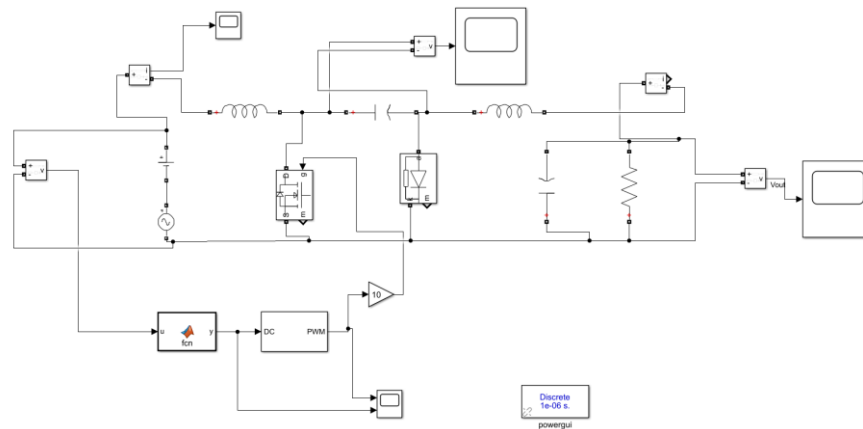 i
+
-
+
v
-
i
+
-
+
v
-
D
g
S
m
a
k
m
+
v
-
Vout
10
u
y
fcn
DC
PWM
Discrete
1e-06 s.
powergui